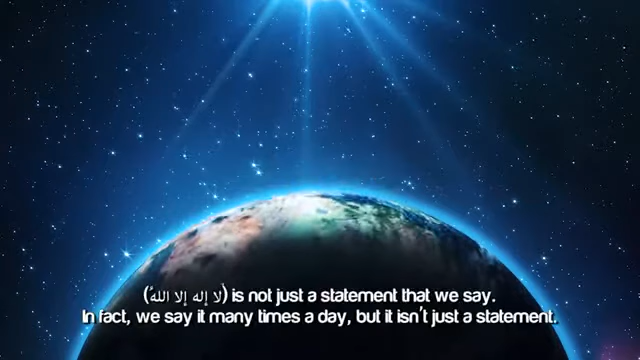 (لا إله إلا اللهُ) is not just a statement that we say.
In fact, we say it many times a day, but it isn't just a statement.